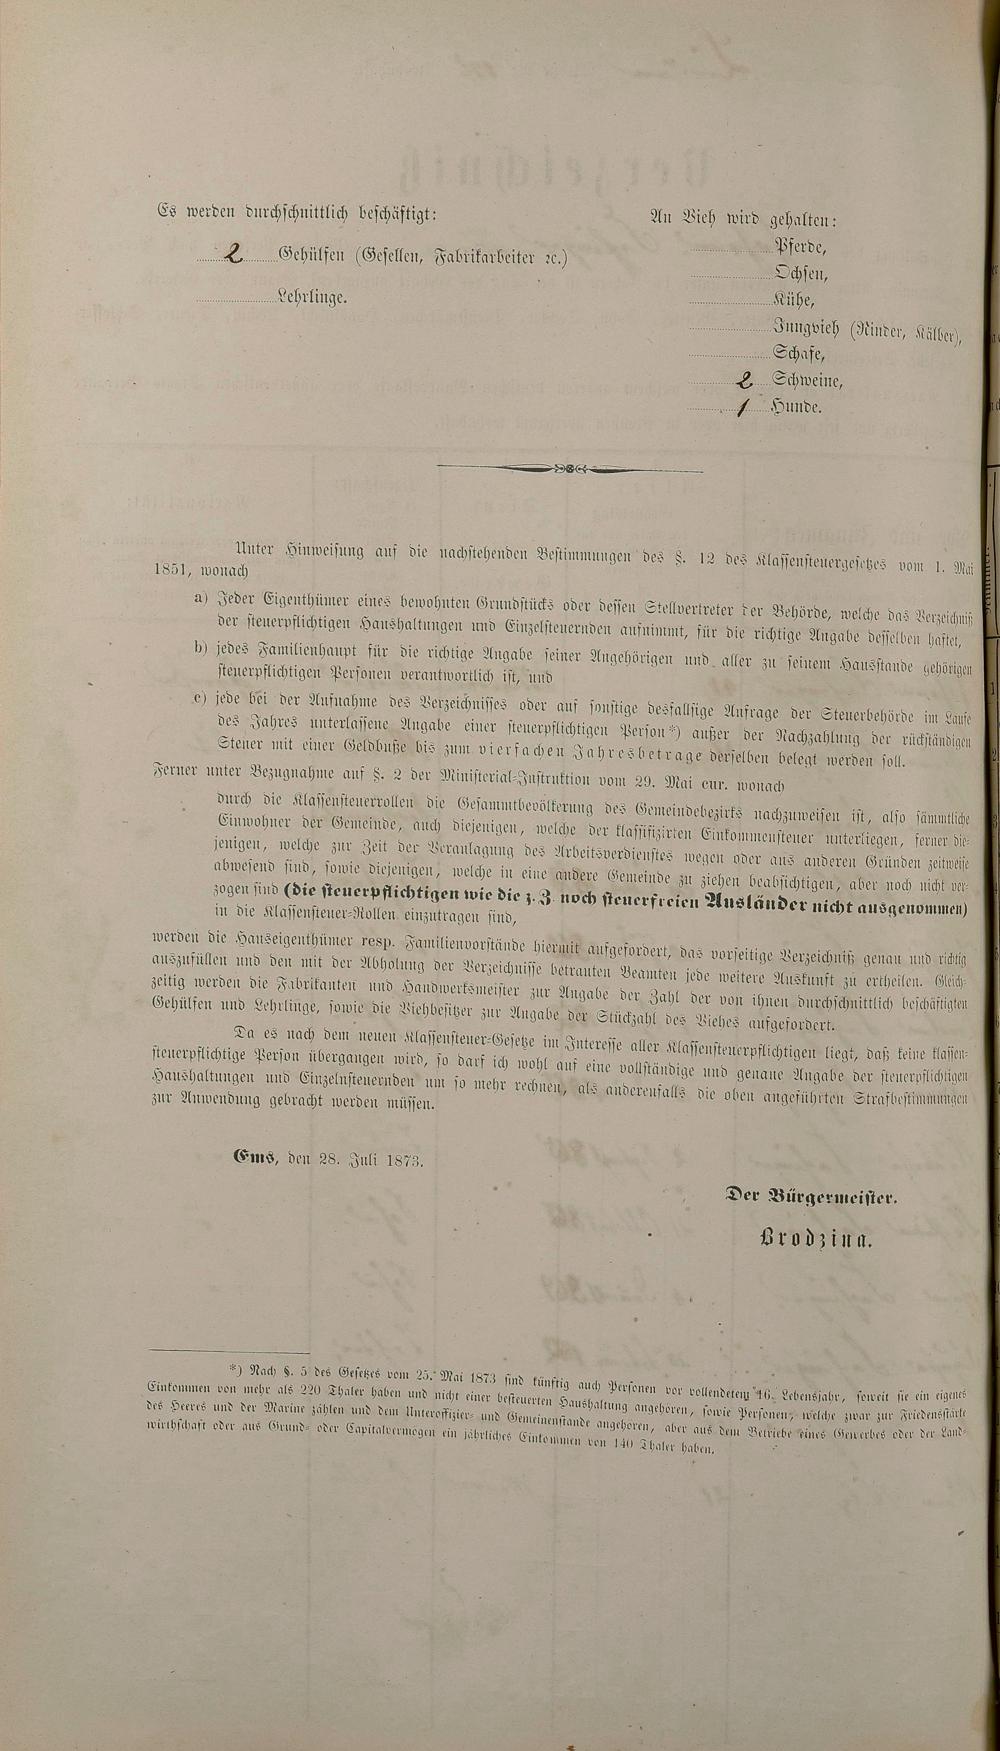 Es werden durchschnittlich beschäftigt:
2 Gehülfen (Gesellen, Fabrikarbeiter ꝛc.)
Lehrlinge.
An Vieh wird gehalten:
Pferde,
Ochsen,
Kühe,
Jungvieh (Rinder, Kälber),
Schafe,
2 Schweine,
1 Hunde.
Unter Hinweisung auf die nachstehenden Bestimmungen des §. 12 des Klassensteuergesetzes vom 1. Mai
1851, wonach
a) Jeder Eigenthümer eines bewohnten Grundstücks oder dessen Stellvertreter der Behörde, welche das Verzeichniß
der steuerpflichtigen Haushaltungen und Einzelsteuernden aufnimmt, für die richtige Angabe desselben haftet,
b) jedes Familienhaupt für die richtige Angabe seiner Angehörigen und aller zu seinem Hausstande gehörigen
steuerpflichtigen Personen verantwortlich ist, und
c) jede bei der Aufnahme des Verzeichnisses oder auf sonstige desfallsige Anfrage der Steuerbehörde im Laufe
des Jahres unterlassene Angabe einer steuerpflichtigen Person *) außer der Nachzahlung der rückständigen
Steuer mit einer Geldbuße bis zum vierfachen Jahresbetrage derselben belegt werden soll.
Ferner unter Bezugnahme auf §. 2 der Ministerial-Instruktion vom 29. Mai cur. wonach
durch die Klassensteuerrollen die Gesammtbevölkerung des Gemeindebezirks nachzuweisen ist, also sämmtliche
Einwohner der Gemeinde, auch diejenigen, welche der klassifizirten Einkommensteuer unterliegen, ferner die-
jenigen, welche zur Zeit der Veranlagung des Arbeitsverdienstes wegen oder aus anderen Gründen zeitweise
abwesend sind, sowie diejenigen, welche in eine andere Gemeinde zu ziehen beabsichtigen, aber noch nicht ver-
zogen sind (die steuerpflichtigen wie die z. Z. noch steuerfreien Ausländer nicht ausgenommen)
in die Klassensteuer-Rollen einzutragen sind,
werden die Hauseigenthümer resp. Familienvorstände hiermit aufgefordert, das vorseitige Verzeichniß genau und richtig
auszufüllen und den mit der Abholung der Verzeichnisse betrauten Beamten jede weitere Auskunft zu ertheilen. Gleich-
zeitig werden die Fabrikanten und Handwerksmeister zur Angabe der Zahl der von ihnen durchschnittlich beschäftigten
Gehülfen und Lehrlinge, sowie die Viehbesitzer zur Angabe der Stückzahl des Viehes aufgefordert.
Da es nach dem neuen Klassensteuer-Gesetze im Interesse aller Klassensteuerpflichtigen liegt, daß keine klassen-
steuerpflichtige Person übergangen wird, so darf ich wohl auf eine vollständige und genaue Angabe der steuerpflichtigen
Haushaltungen und Einzelnsteuernden um so mehr rechnen, als anderenfalls die oben angeführten Strafbestimmungen
zur Anwendung gebracht werden müssen.
Ems, den 28. Juli 1873.
Der Bürgermeister.
Brodzina.
*) Nach §. 5 des Gesetzes vom 25. Mai 1873 sind künftig auch Personen vor vollendetem 16. Lebensjahr, soweit sie ein eigenes
Einkommen von mehr als 220 Thaler haben und nicht einer besteuerten Haushaltung angehören, sowie Personen, welche zwar zur Friedensstärke
des Heeres und der Marine zählen und dem Unteroffizier- und Gemeinenstande angehören, aber aus dem Betriebe eines Gewerbes oder der Land-
wirthschaft oder aus Grund- oder Capitalvermögen ein jährliches Einkommen von 140 Thaler haben.